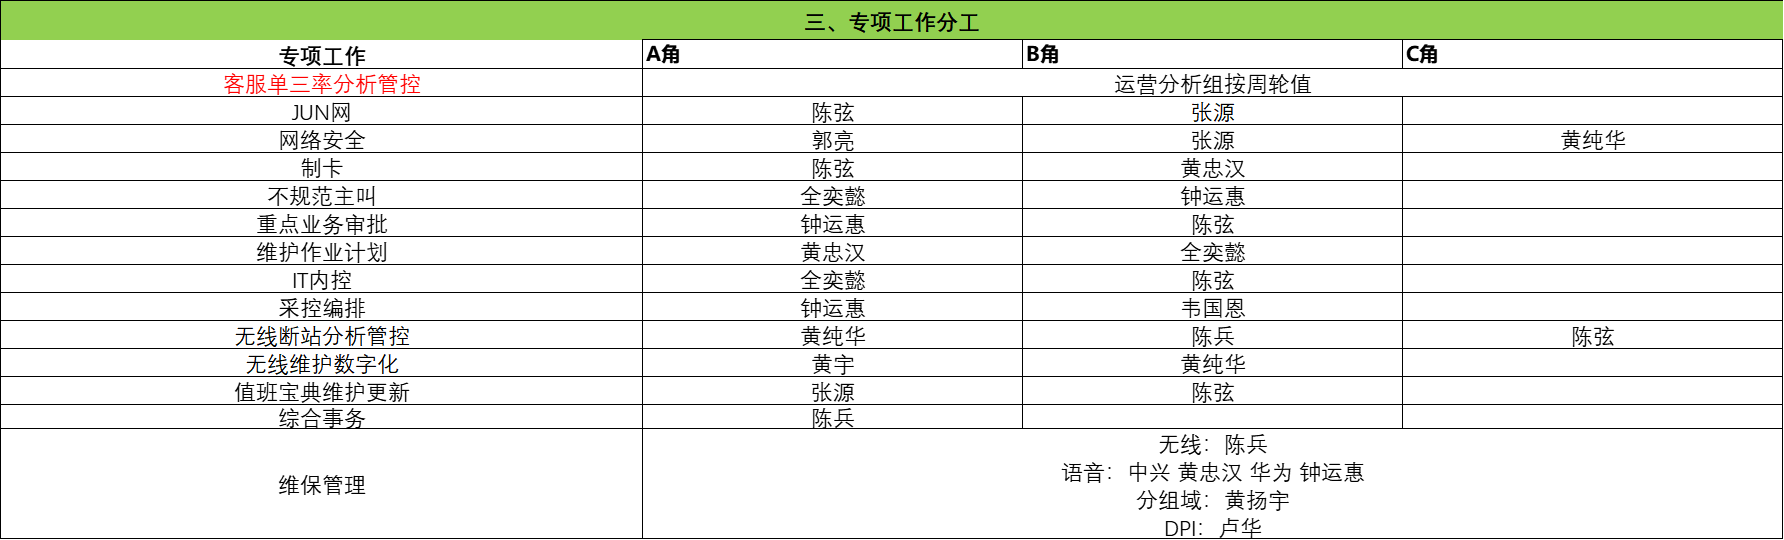 三、专项工作分工
专项工作 A角 B角 C角
客服单三率分析管控 运营分析组按周轮值
JUN网 陈弦 张源
网络安全 郭亮 张源 黄纯华
制卡 陈弦 黄忠汉
不规范主叫 全奕懿 钟运惠
重点业务审批 钟运惠 陈弦
维护作业计划 黄忠汉 全奕懿
IT内控 全奕懿 陈弦
采控编排 钟运惠 韦国恩
无线断站分析管控 黄纯华 陈兵 陈弦
无线维护数字化 黄宇 黄纯华
值班宝典维护更新 张源 陈弦
综合事务 陈兵
维保管理
无线：陈兵
语音：中兴 黄忠汉 华为 钟运惠
分组域：黄扬宇
DPI：卢华